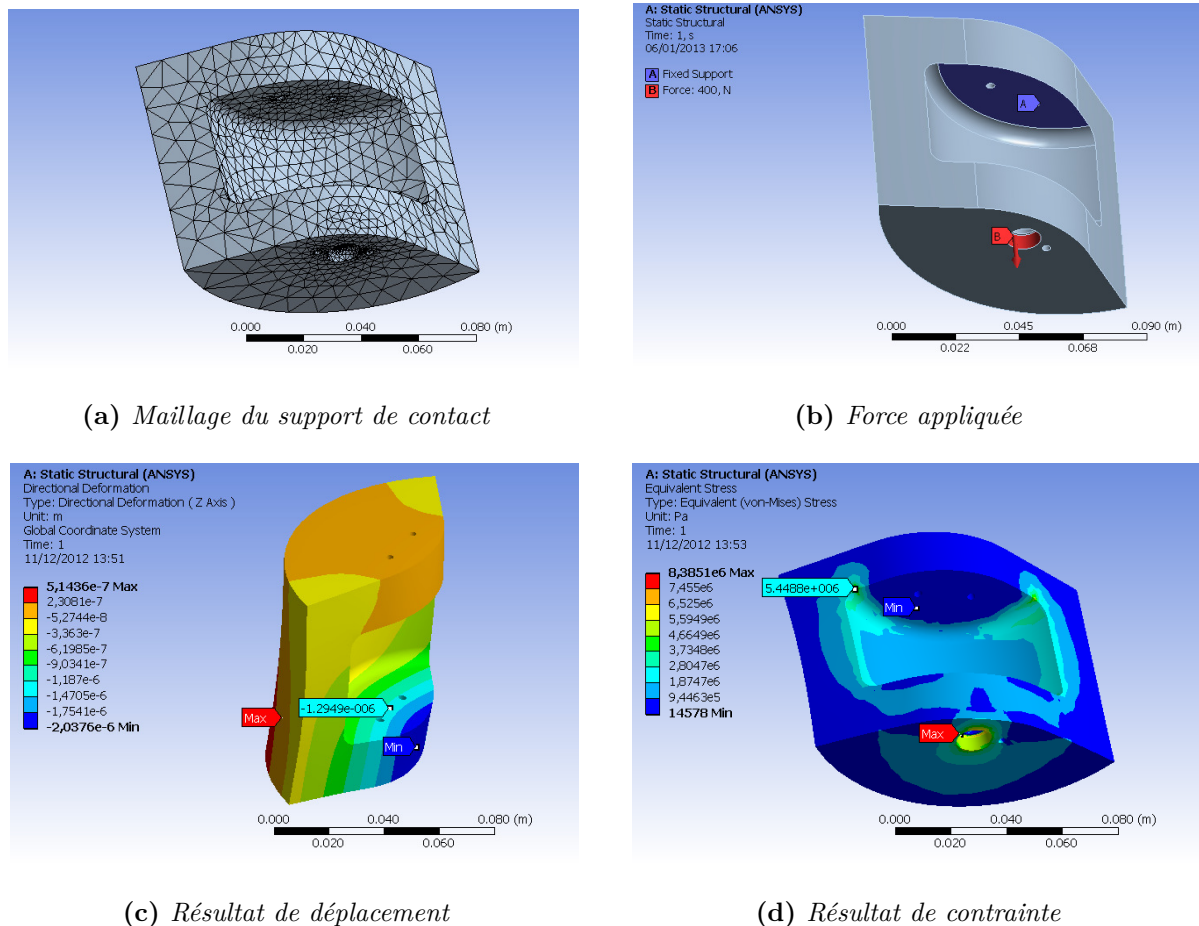 0.000
0.040
0.080 (m)
0.020
0.060
(a) Maillage du support de contact
A: Static Structural (ANSYS)
Static Structural
Time: 1, s
06/01/2013 17:06
A Fixed Support
B Force: 400, N
A
B
0.000
0.045
0.090 (m)
0.022
0.068
(b) Force appliquée
A: Static Structural (ANSYS)
Directional Deformation
Type: Directional Deformation ( Z Axis )
Unit: m
Global Coordinate System
Time: 1
11/12/2012 13:51
5,1436e-7 Max
2,3081e-7
-5,2744e-8
-3,363e-7
-6,1985e-7
-9,0341e-7
-1,187e-6
-1,4705e-6
-1,7541e-6
-2,0376e-6 Min
-1.2949e-006
Max
Min
0.000
0.040
0.080 (m)
0.020
0.060
(c) Résultat de déplacement
A: Static Structural (ANSYS)
Equivalent Stress
Type: Equivalent (von-Mises) Stress
Unit: Pa
Time: 1
11/12/2012 13:53
8,3851e6 Max
7,455e6
6,525e6
5,5949e6
4,6649e6
3,7348e6
2,8047e6
1,8747e6
9,4463e5
14578 Min
5.4488e+006
Min
Max
0.000
0.040
0.080 (m)
0.020
0.060
(d) Résultat de contrainte